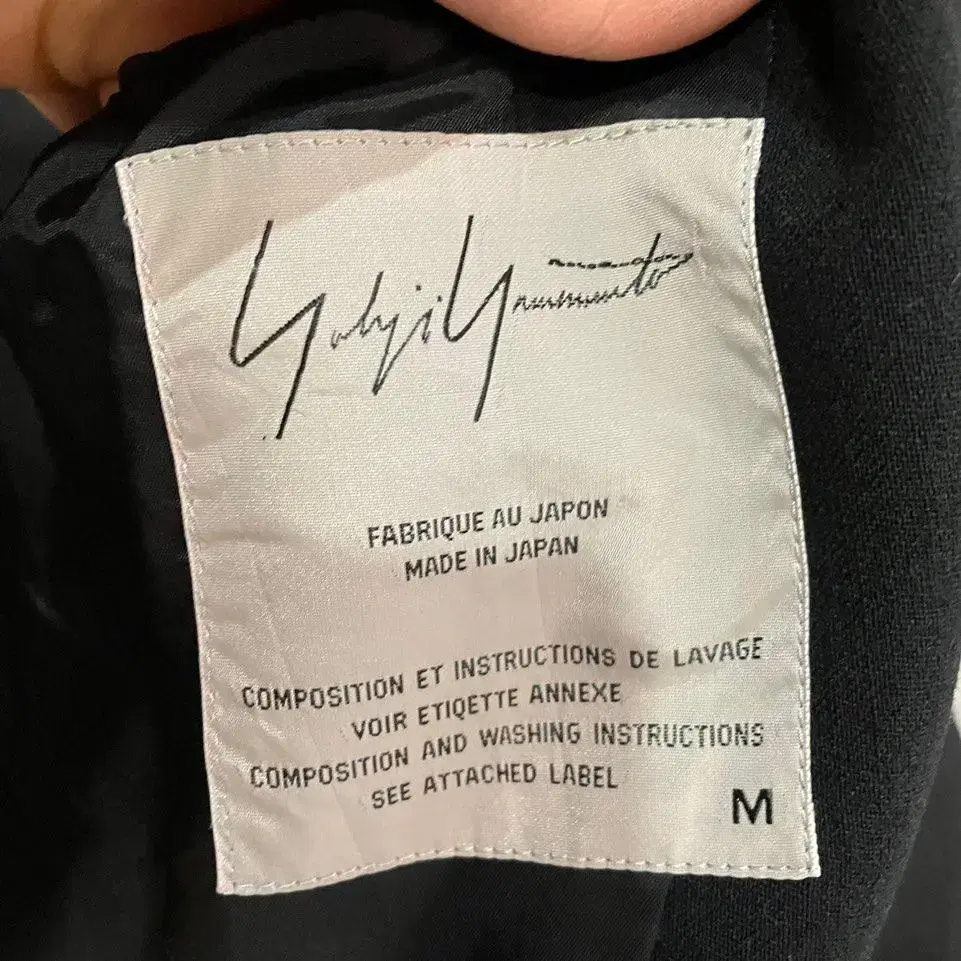 Yohji Yamamoto
FABRIQUE AU JAPON
MADE IN JAPAN
COMPOSITION ET INSTRUCTIONS DE LAVAGE
VOIR ETIQETTE ANNEXE
COMPOSITION AND WASHING INSTRUCTIONS
SEE ATTACHED LABEL
M